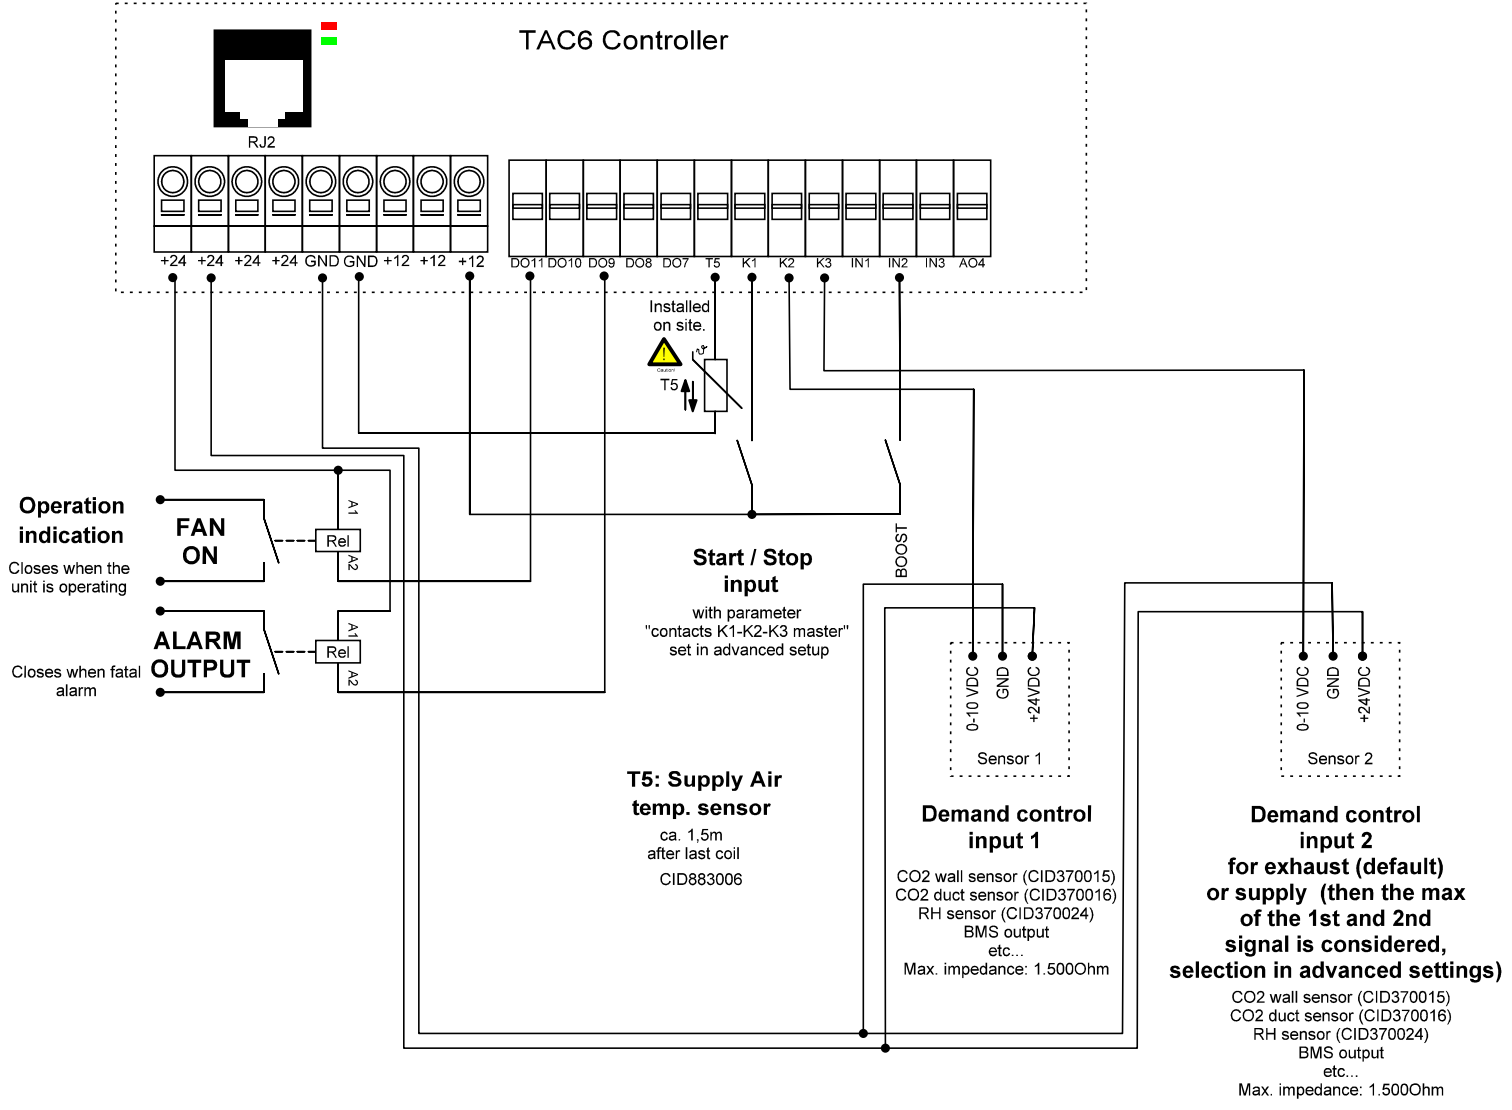 TAC6 Controller
RJ2
+24 +24 +24 +24 GND GND +12 +12 +12
DO11 DO10 DO9 DO8 DO7 T5 K1 K2 K3 IN1 IN2 IN3 AO4
Installed
on site.
Caution!
T5
ϑ
Operation
indication
Closes when the
unit is operating
FAN
ON
A1
Rel
A2
ALARM
OUTPUT
Closes when fatal
alarm
A1
Rel
A2
Start / Stop
input
with parameter
"contacts K1-K2-K3 master"
set in advanced setup
BOOST
T5: Supply Air
temp. sensor
ca. 1,5m
after last coil
CID883006
0-10 VDC
GND
+24VDC
Sensor 1
Demand control
input 1
CO2 wall sensor (CID370015)
CO2 duct sensor (CID370016)
RH sensor (CID370024)
BMS output
etc...
Max. impedance: 1.500Ohm
0-10 VDC
GND
+24VDC
Sensor 2
Demand control
input 2
for exhaust (default)
or supply (then the max
of the 1st and 2nd
signal is considered,
selection in advanced settings)
CO2 wall sensor (CID370015)
CO2 duct sensor (CID370016)
RH sensor (CID370024)
BMS output
etc...
Max. impedance: 1.500Ohm